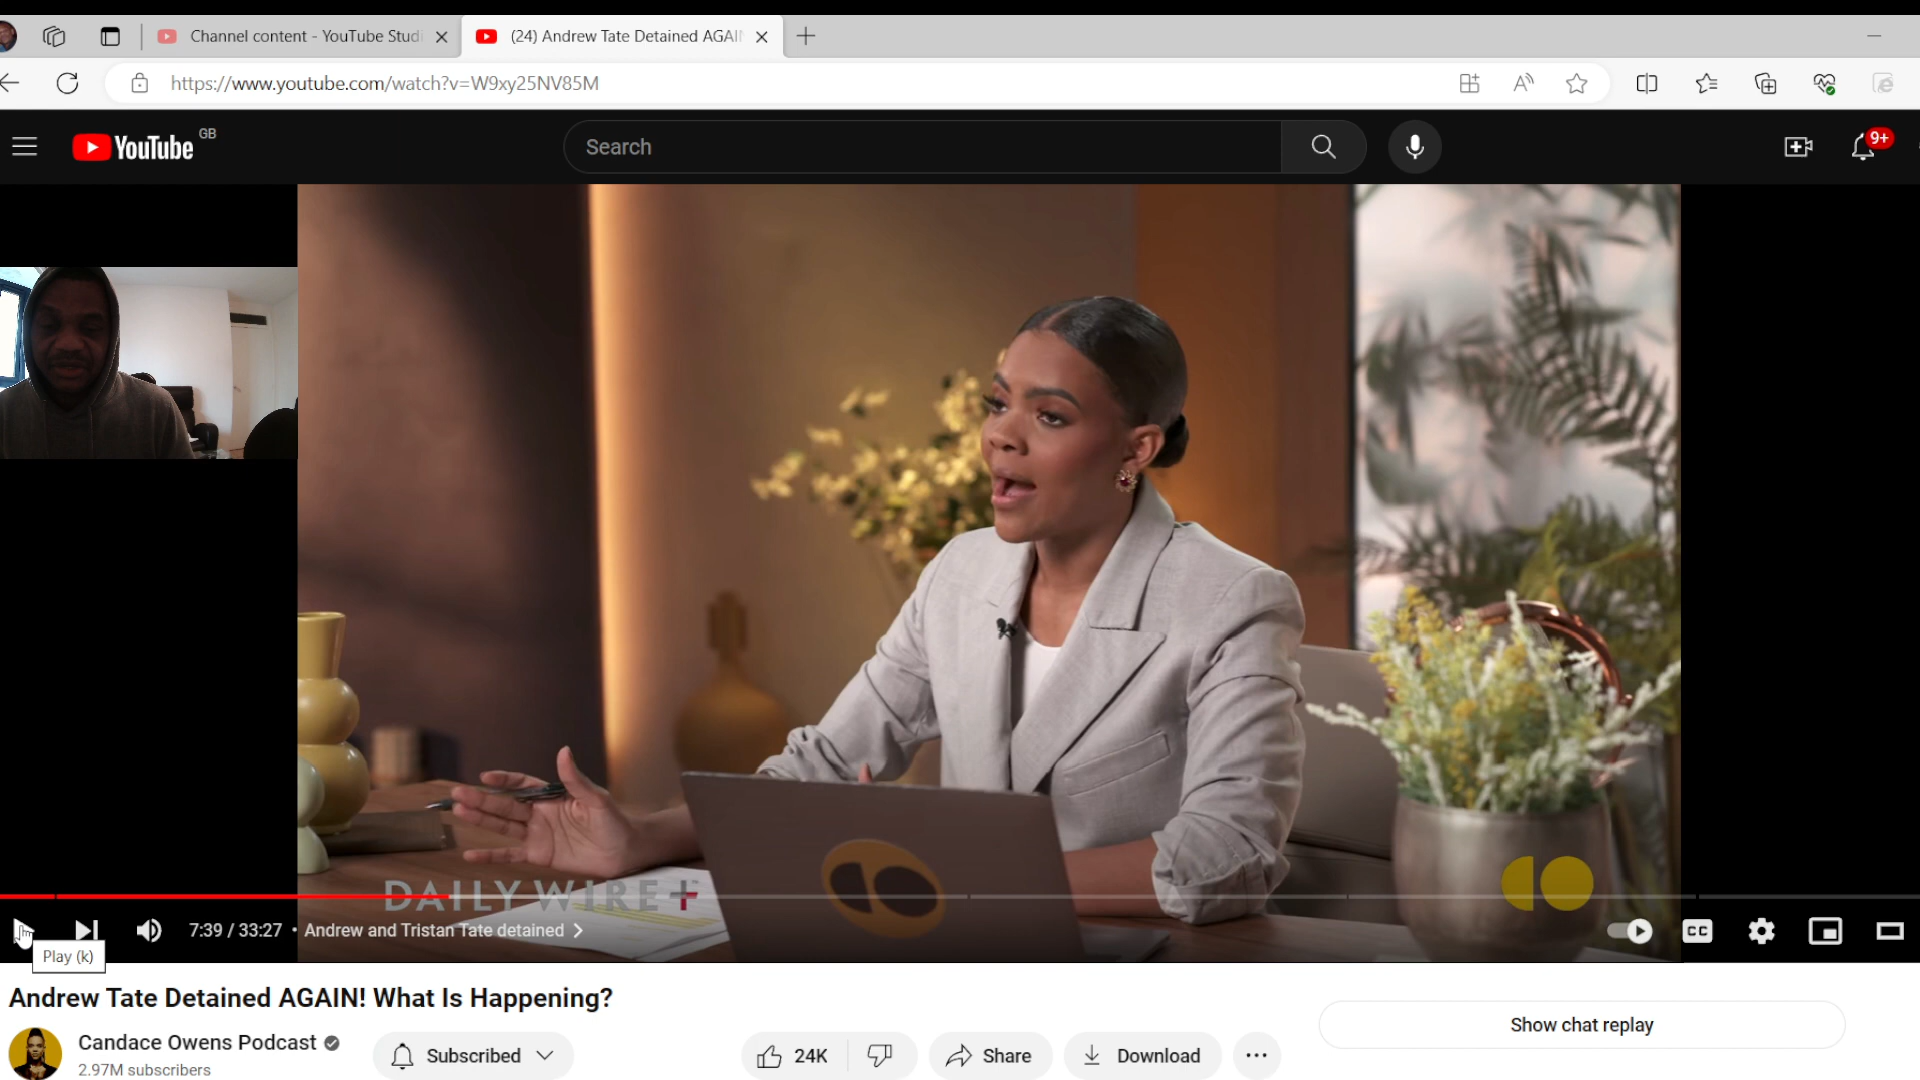 Channel content - YouTube Studi
(24) Andrew Tate Detained AGAI
https://www.youtube.com/watch?v=W9xy25NV85M
YouTube GB
Search
9+
DAILY WIRE+
7:39 / 33:27 • Andrew and Tristan Tate detained
CC
Play (k)
Andrew Tate Detained AGAIN! What Is Happening?
Show chat replay
Candace Owens Podcast
2.97M subscribers
Subscribed
24K
Share
Download